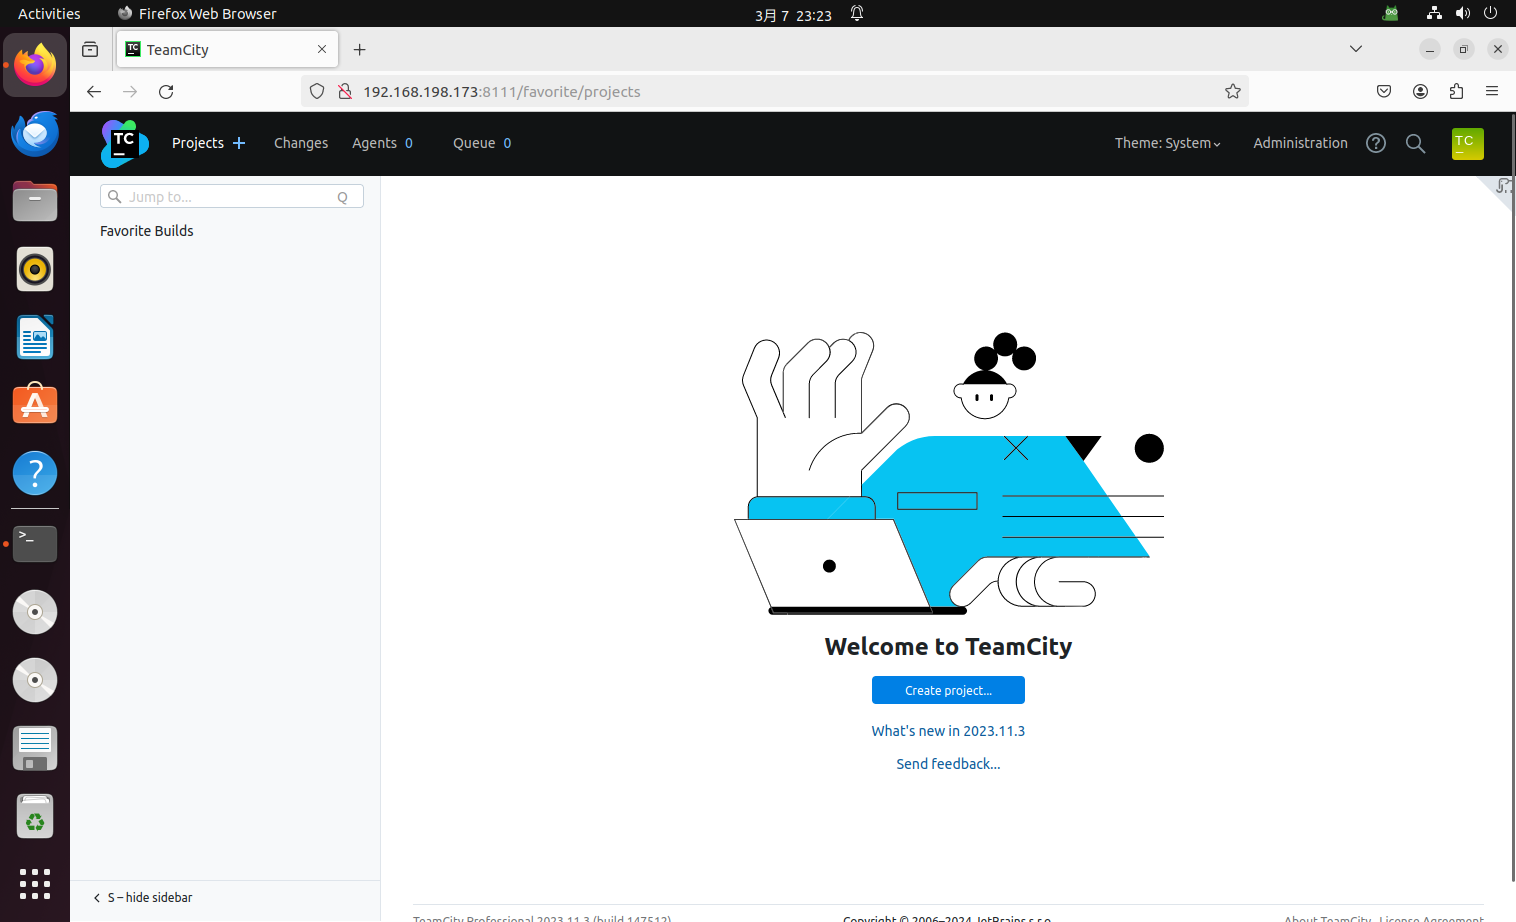 Activities
Firefox Web Browser
3月 7 23:23
TeamCity
192.168.198.173:8111/favorite/projects
TC
Projects
Changes
Agents 0
Queue 0
Theme: System
Administration
TC
Jump to...
Q
Favorite Builds
Welcome to TeamCity
Create project...
What's new in 2023.11.3
Send feedback...
S – hide sidebar
TeamCity Professional 2023.11.3 (build 147512)
Copyright © 2006–2024 JetBrains s.r.o.
About TeamCity
License Agreement